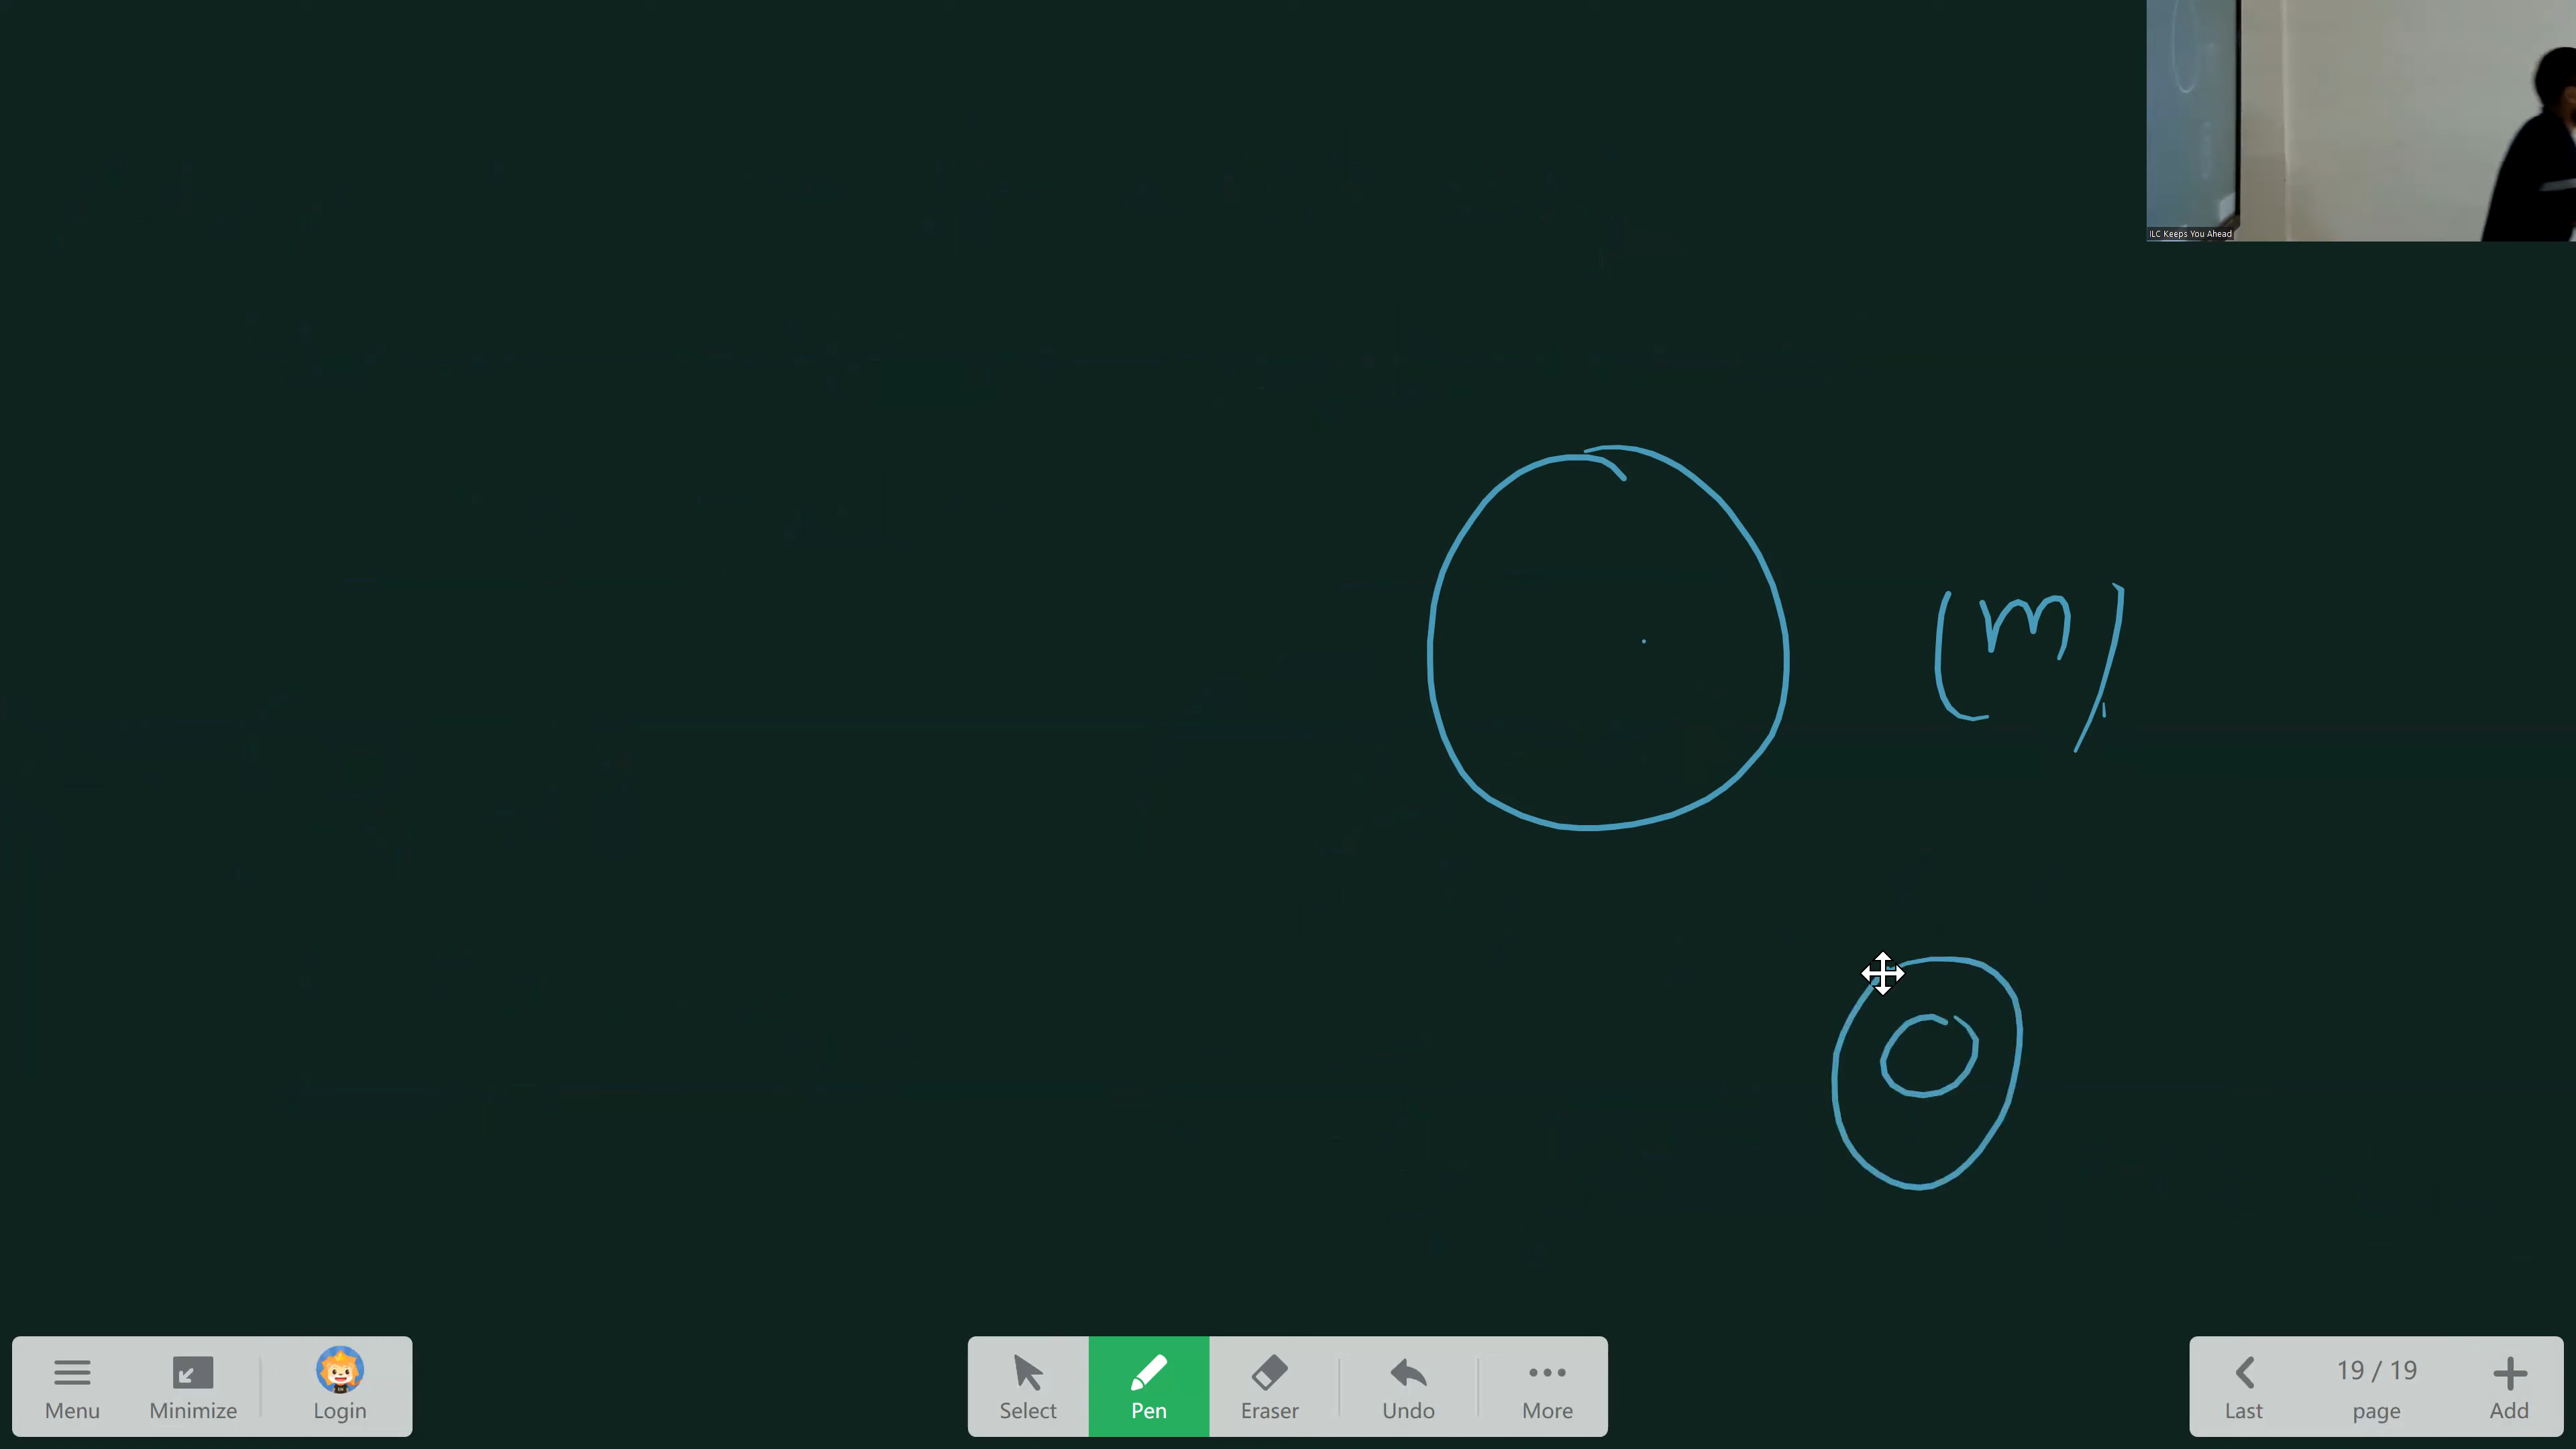 ILC Keeps You Ahead
(m)
Menu Minimize Login Select Pen Eraser Undo More Last 19 / 19 page Add